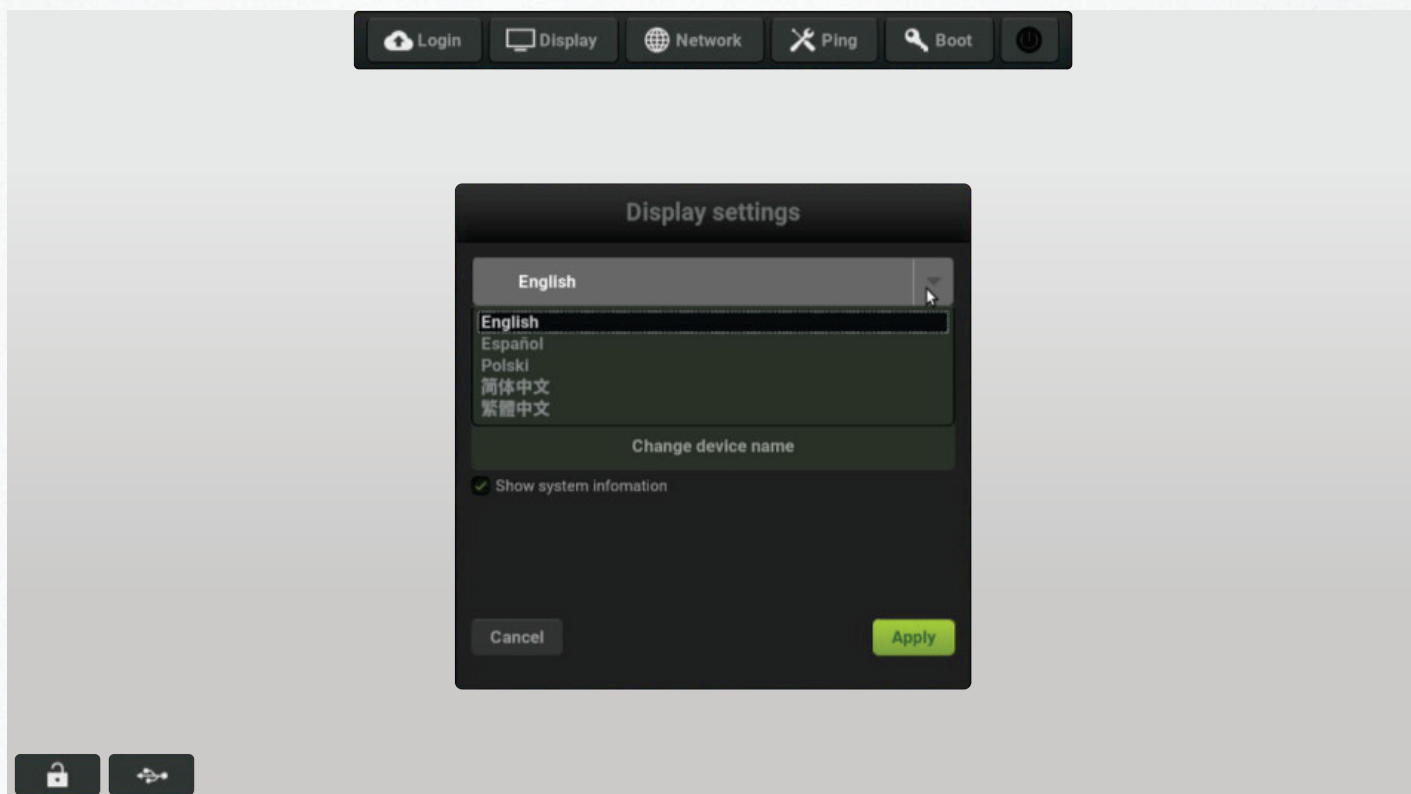 Login Display Network Ping Boot
Display settings
English
English
Español
Polski
简体中文
繁體中文
Change device name
Show system infomation
Cancel Apply